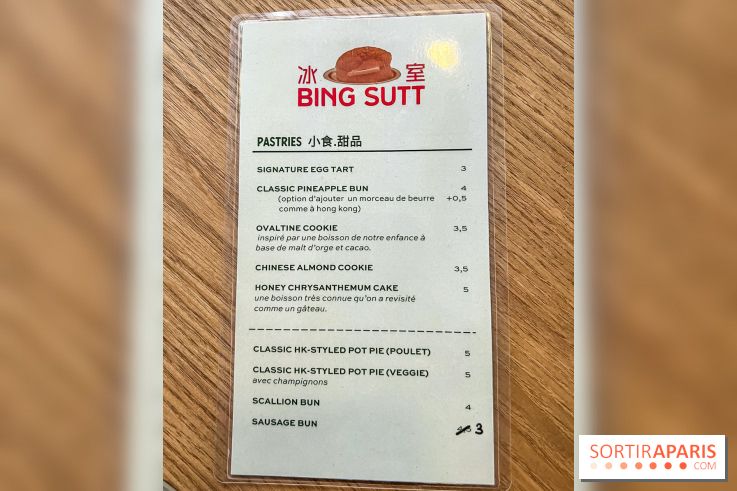 冰 室
BING SUTT
PASTRIES 小食.甜品
SIGNATURE EGG TART 3
CLASSIC PINEAPPLE BUN 4
(option d'ajouter un morceau de beurre +0,5
comme à hong kong)
OVALTINE COOKIE 3,5
inspiré par une boisson de notre enfance à
base de malt d'orge et cacao.
CHINESE ALMOND COOKIE 3,5
HONEY CHRYSANTHEMUM CAKE 5
une boisson très connue qu'on a revisité
comme un gâteau.
CLASSIC HK-STYLED POT PIE (POULET) 5
CLASSIC HK-STYLED POT PIE (VEGGIE) 5
avec champignons
SCALLION BUN 4
SAUSAGE BUN 3
SORTIRAPARIS
.COM